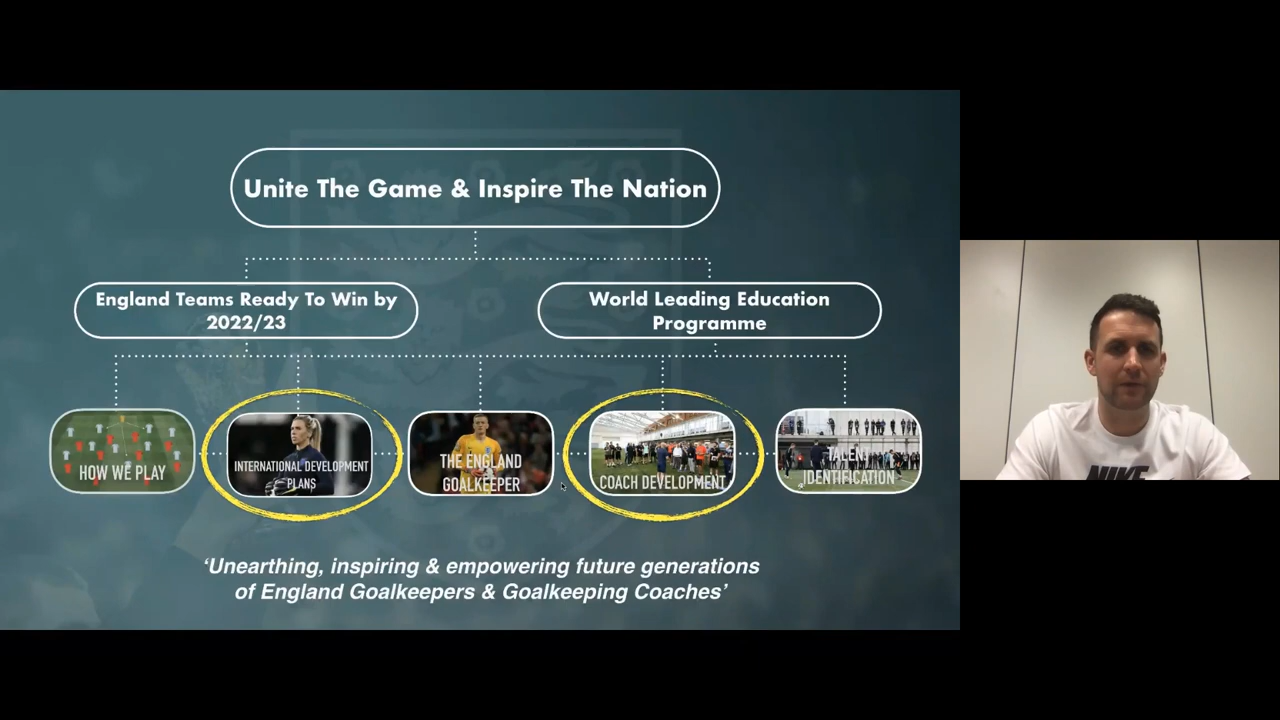 Unite The Game & Inspire The Nation
England Teams Ready To Win by
2022/23
World Leading Education
Programme
HOW WE PLAY
INTERNATIONAL DEVELOPMENT
PLANS
THE ENGLAND
GOALKEEPER
COACH DEVELOPMENT
TALENT
IDENTIFICATION
‘Unearthing, inspiring & empowering future generations
of England Goalkeepers & Goalkeeping Coaches’
NIKE